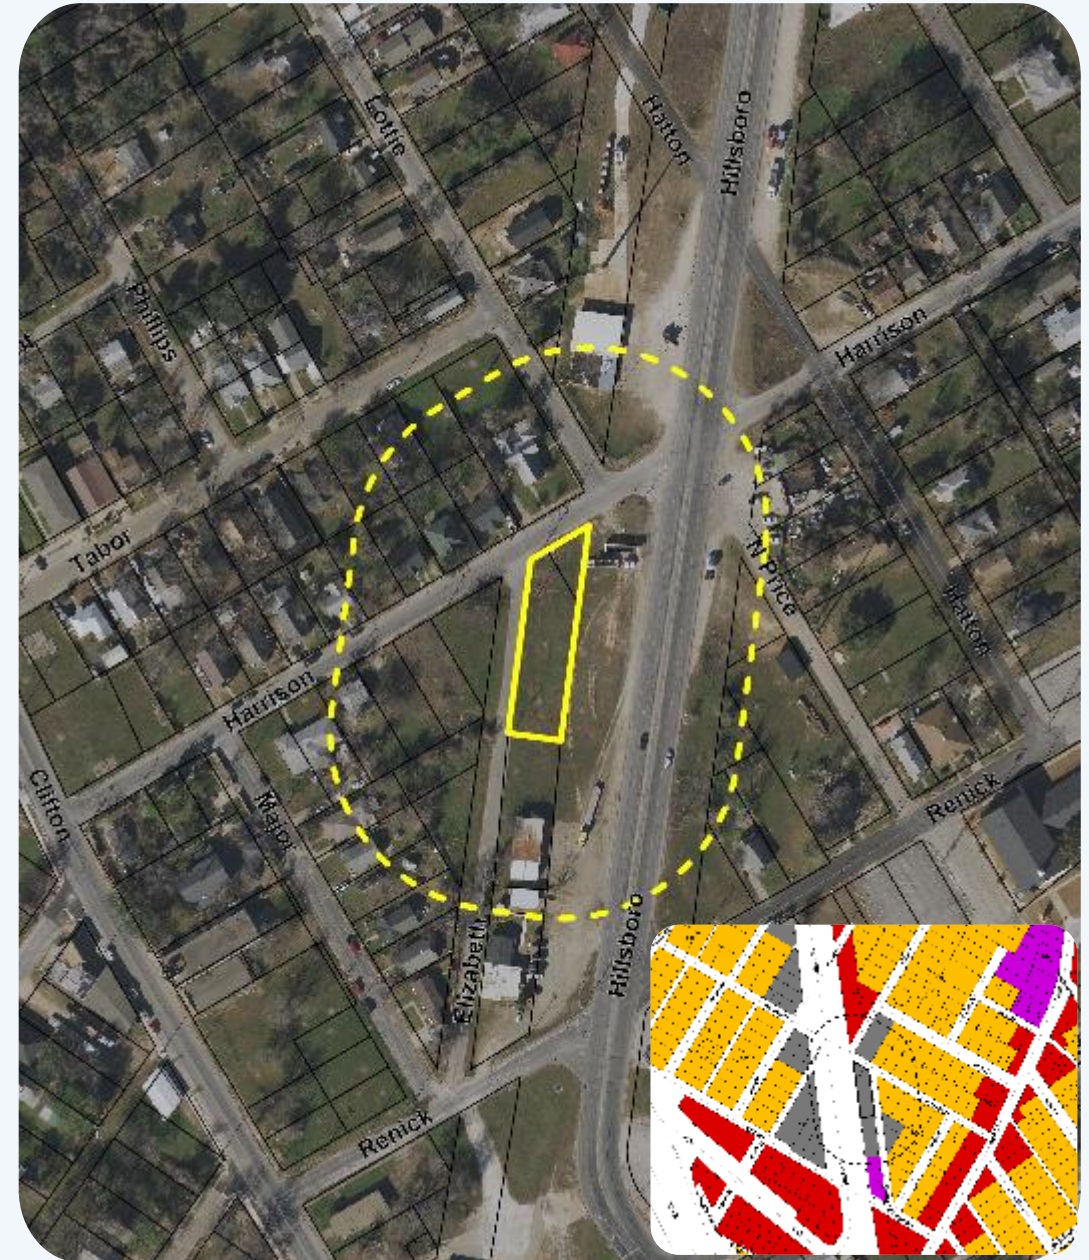 Lottie
Hatton
Hillsboro
Phillips
Harrison
Tabor
N Price
Hatton
Harrison
Clifton
Major
Renick
Elizabeth
Hillsboro
Renick